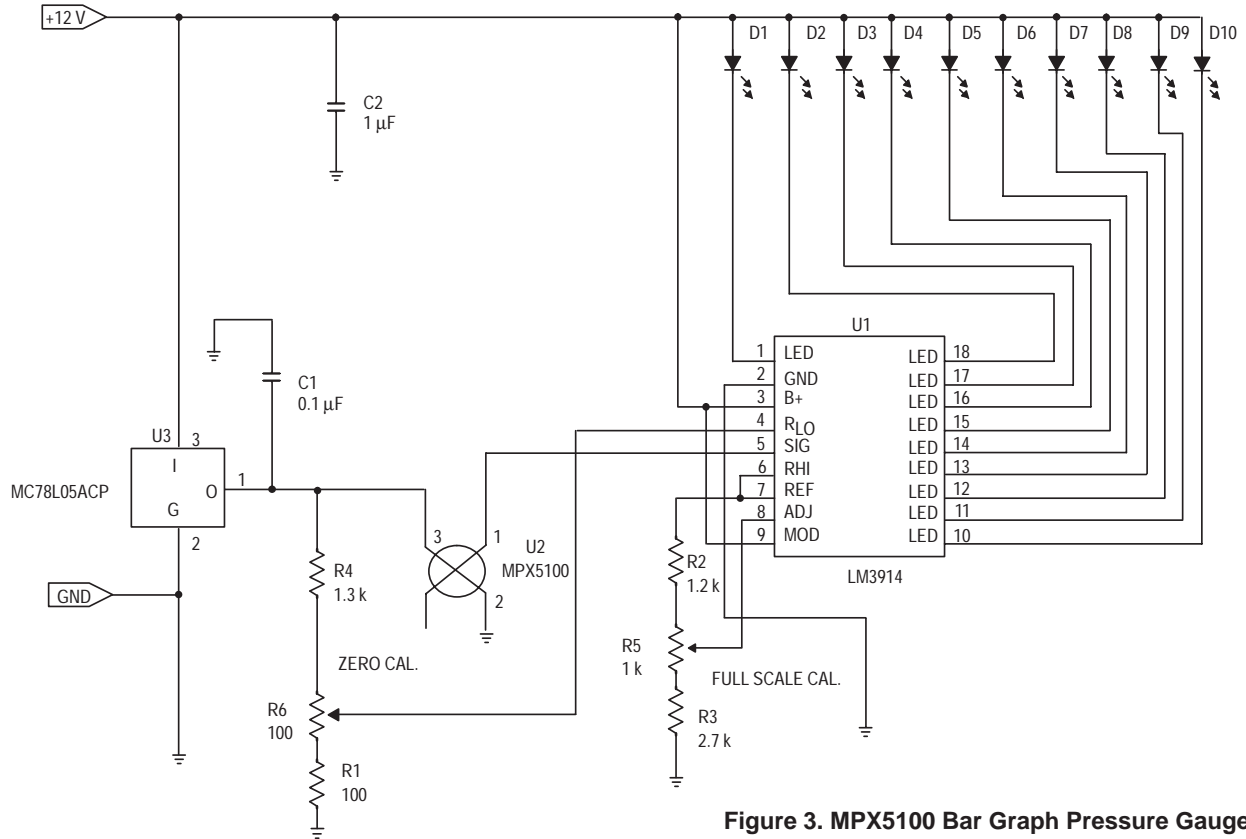 +12 V
D1 D2 D3 D4 D5 D6 D7 D8 D9 D10
C2
1 µF
U1
1 LED LED 18
2 GND LED 17
3 B+ LED 16
4 RLO LED 15
5 SIG LED 14
6 RHI LED 13
7 REF LED 12
8 ADJ LED 11
9 MOD LED 10
LM3914
C1
0.1 µF
U3 3
I
O 1
G
2
MC78L05ACP
GND
R4
1.3 k
3 1
2
U2
MPX5100
ZERO CAL.
R6
100
R1
100
R2
1.2 k
R5
1 k
FULL SCALE CAL.
R3
2.7 k
Figure 3. MPX5100 Bar Graph Pressure Gauge